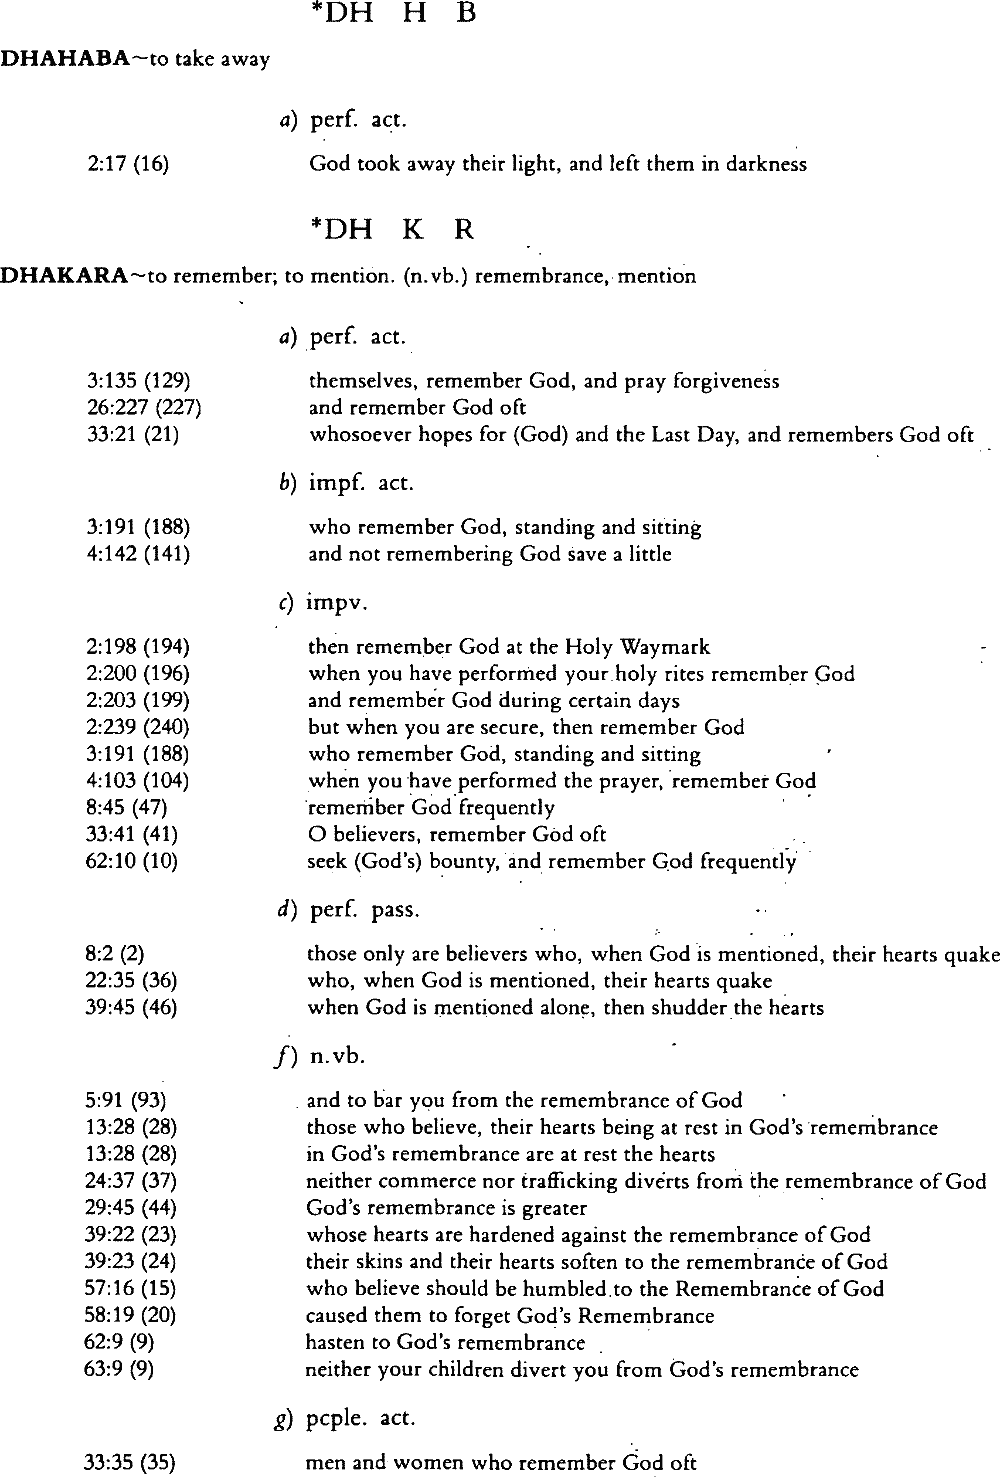 *DH H B
DHAHABA~to take away
a) perf. act.
2:17 (16) God took away their light, and left them in darkness
*DH K R
DHAKARA~to remember; to mention. (n.vb.) remembrance, mention
a) perf. act.
3:135 (129) themselves, remember God, and pray forgiveness
26:227 (227) and remember God oft
33:21 (21) whosoever hopes for (God) and the Last Day, and remembers God oft
b) impf. act.
3:191 (188) who remember God, standing and sitting
4:142 (141) and not remembering God save a little
c) impv.
2:198 (194) then remember God at the Holy Waymark
2:200 (196) when you have performed your holy rites remember God
2:203 (199) and remember God during certain days
2:239 (240) but when you are secure, then remember God
3:191 (188) who remember God, standing and sitting
4:103 (104) when you have performed the prayer, remember God
8:45 (47) remember God frequently
33:41 (41) O believers, remember God oft
62:10 (10) seek (God's) bounty, and remember God frequently
d) perf. pass.
8:2 (2) those only are believers who, when God is mentioned, their hearts quake
22:35 (36) who, when God is mentioned, their hearts quake
39:45 (46) when God is mentioned alone, then shudder the hearts
f) n.vb.
5:91 (93) and to bar you from the remembrance of God
13:28 (28) those who believe, their hearts being at rest in God's remembrance
13:28 (28) in God's remembrance are at rest the hearts
24:37 (37) neither commerce nor trafficking diverts from the remembrance of God
29:45 (44) God's remembrance is greater
39:22 (23) whose hearts are hardened against the remembrance of God
39:23 (24) their skins and their hearts soften to the remembrance of God
57:16 (15) who believe should be humbled to the Remembrance of God
58:19 (20) caused them to forget God's Remembrance
62:9 (9) hasten to God's remembrance
63:9 (9) neither your children divert you from God's remembrance
g) pcple. act.
33:35 (35) men and women who remember God oft